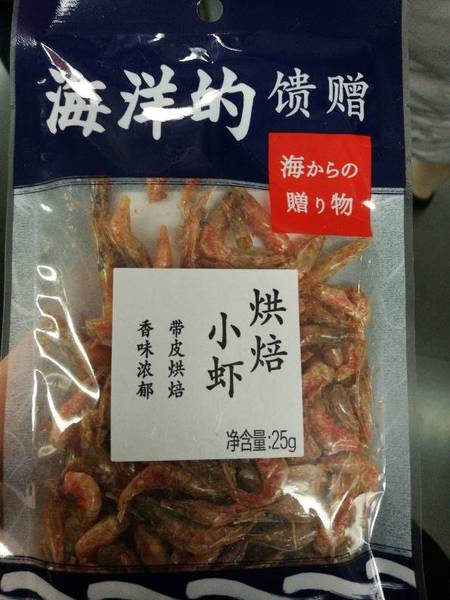 海洋的馈赠
海からの
贈り物
烘焙
小虾
带皮烘焙
香味浓郁
净含量:25g